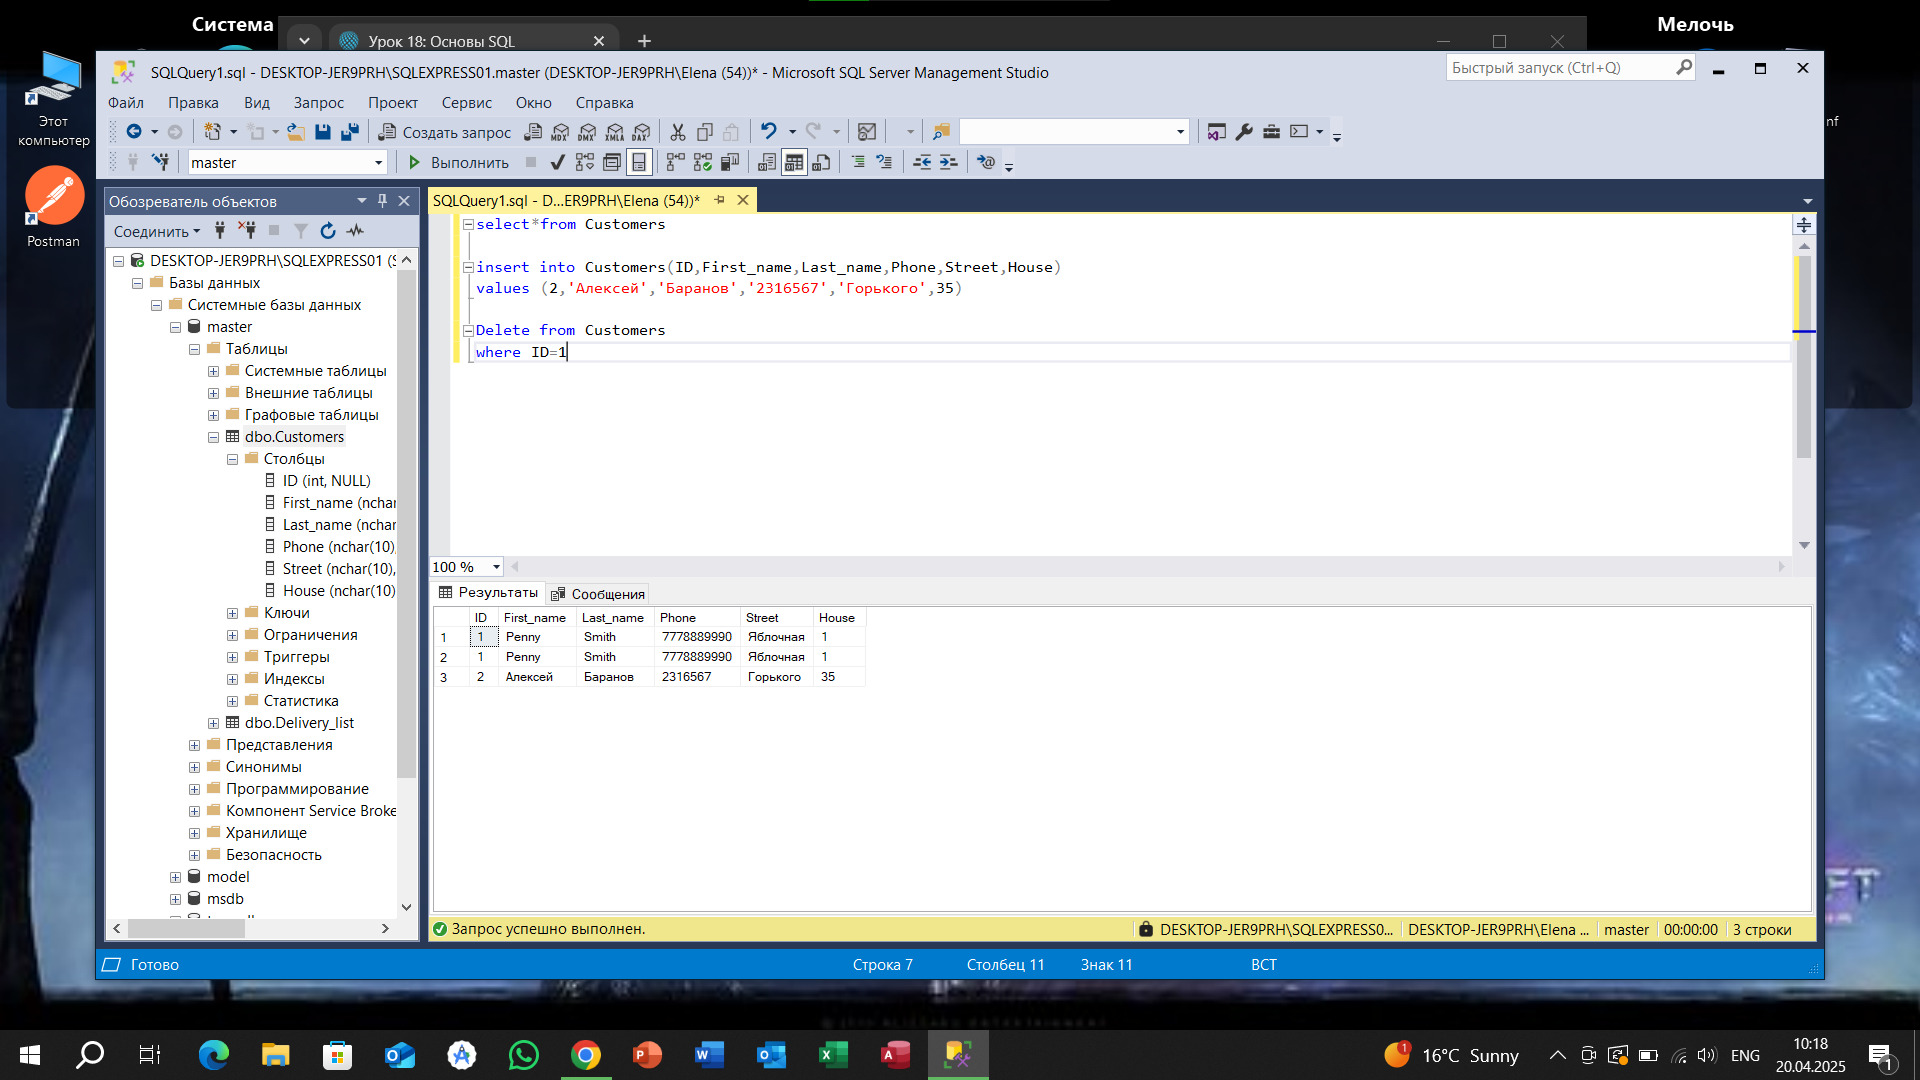 Система
Мелочь
Урок 18: Основы SQL
SQLQuery1.sql - DESKTOP-JER9PRH\SQLEXPRESS01.master (DESKTOP-JER9PRH\Elena (54))* - Microsoft SQL Server Management Studio
Быстрый запуск (Ctrl+Q)
Файл Правка Вид Запрос Проект Сервис Окно Справка
Создать запрос
MDX DMX XMLA DAX
master
Выполнить
Этот компьютер
Postman
nf
Обозреватель объектов
Соединить
DESKTOP-JER9PRH\SQLEXPRESS01 (S
Базы данных
Системные базы данных
master
Таблицы
Системные таблицы
Внешние таблицы
Графовые таблицы
dbo.Customers
Столбцы
ID (int, NULL)
First_name (nchar
Last_name (nchar
Phone (nchar(10),
Street (nchar(10),
House (nchar(10)
Ключи
Ограничения
Триггеры
Индексы
Статистика
dbo.Delivery_list
Представления
Синонимы
Программирование
Компонент Service Broke
Хранилище
Безопасность
model
msdb
SQLQuery1.sql - D...ER9PRH\Elena (54))*
select*from Customers
insert into Customers(ID,First_name,Last_name,Phone,Street,House)
values (2,'Алексей','Баранов','2316567','Горького',35)
Delete from Customers
where ID=1
100 %
Результаты Сообщения
ID First_name Last_name Phone Street House
1 1 Penny Smith 7778889990 Яблочная 1
2 1 Penny Smith 7778889990 Яблочная 1
3 2 Алексей Баранов 2316567 Горького 35
Запрос успешно выполнен.
DESKTOP-JER9PRH\SQLEXPRESS0... DESKTOP-JER9PRH\Elena ... master 00:00:00 3 строки
Готово Строка 7 Столбец 11 Знак 11 ВСТ
1 16°C Sunny ENG
10:18
20.04.2025
1